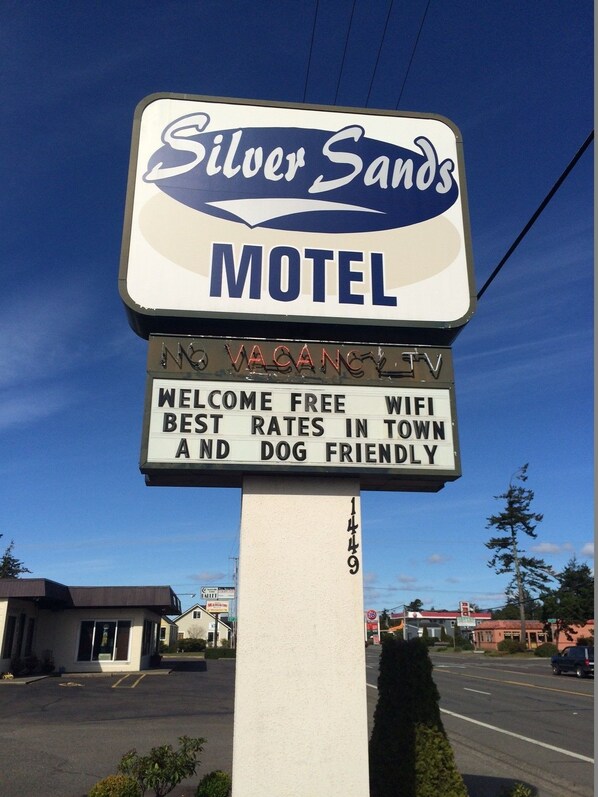 Silver Sands
MOTEL
NO VACANCY TV
WELCOME FREE WIFI
BEST RATES IN TOWN
AND DOG FRIENDLY
1449